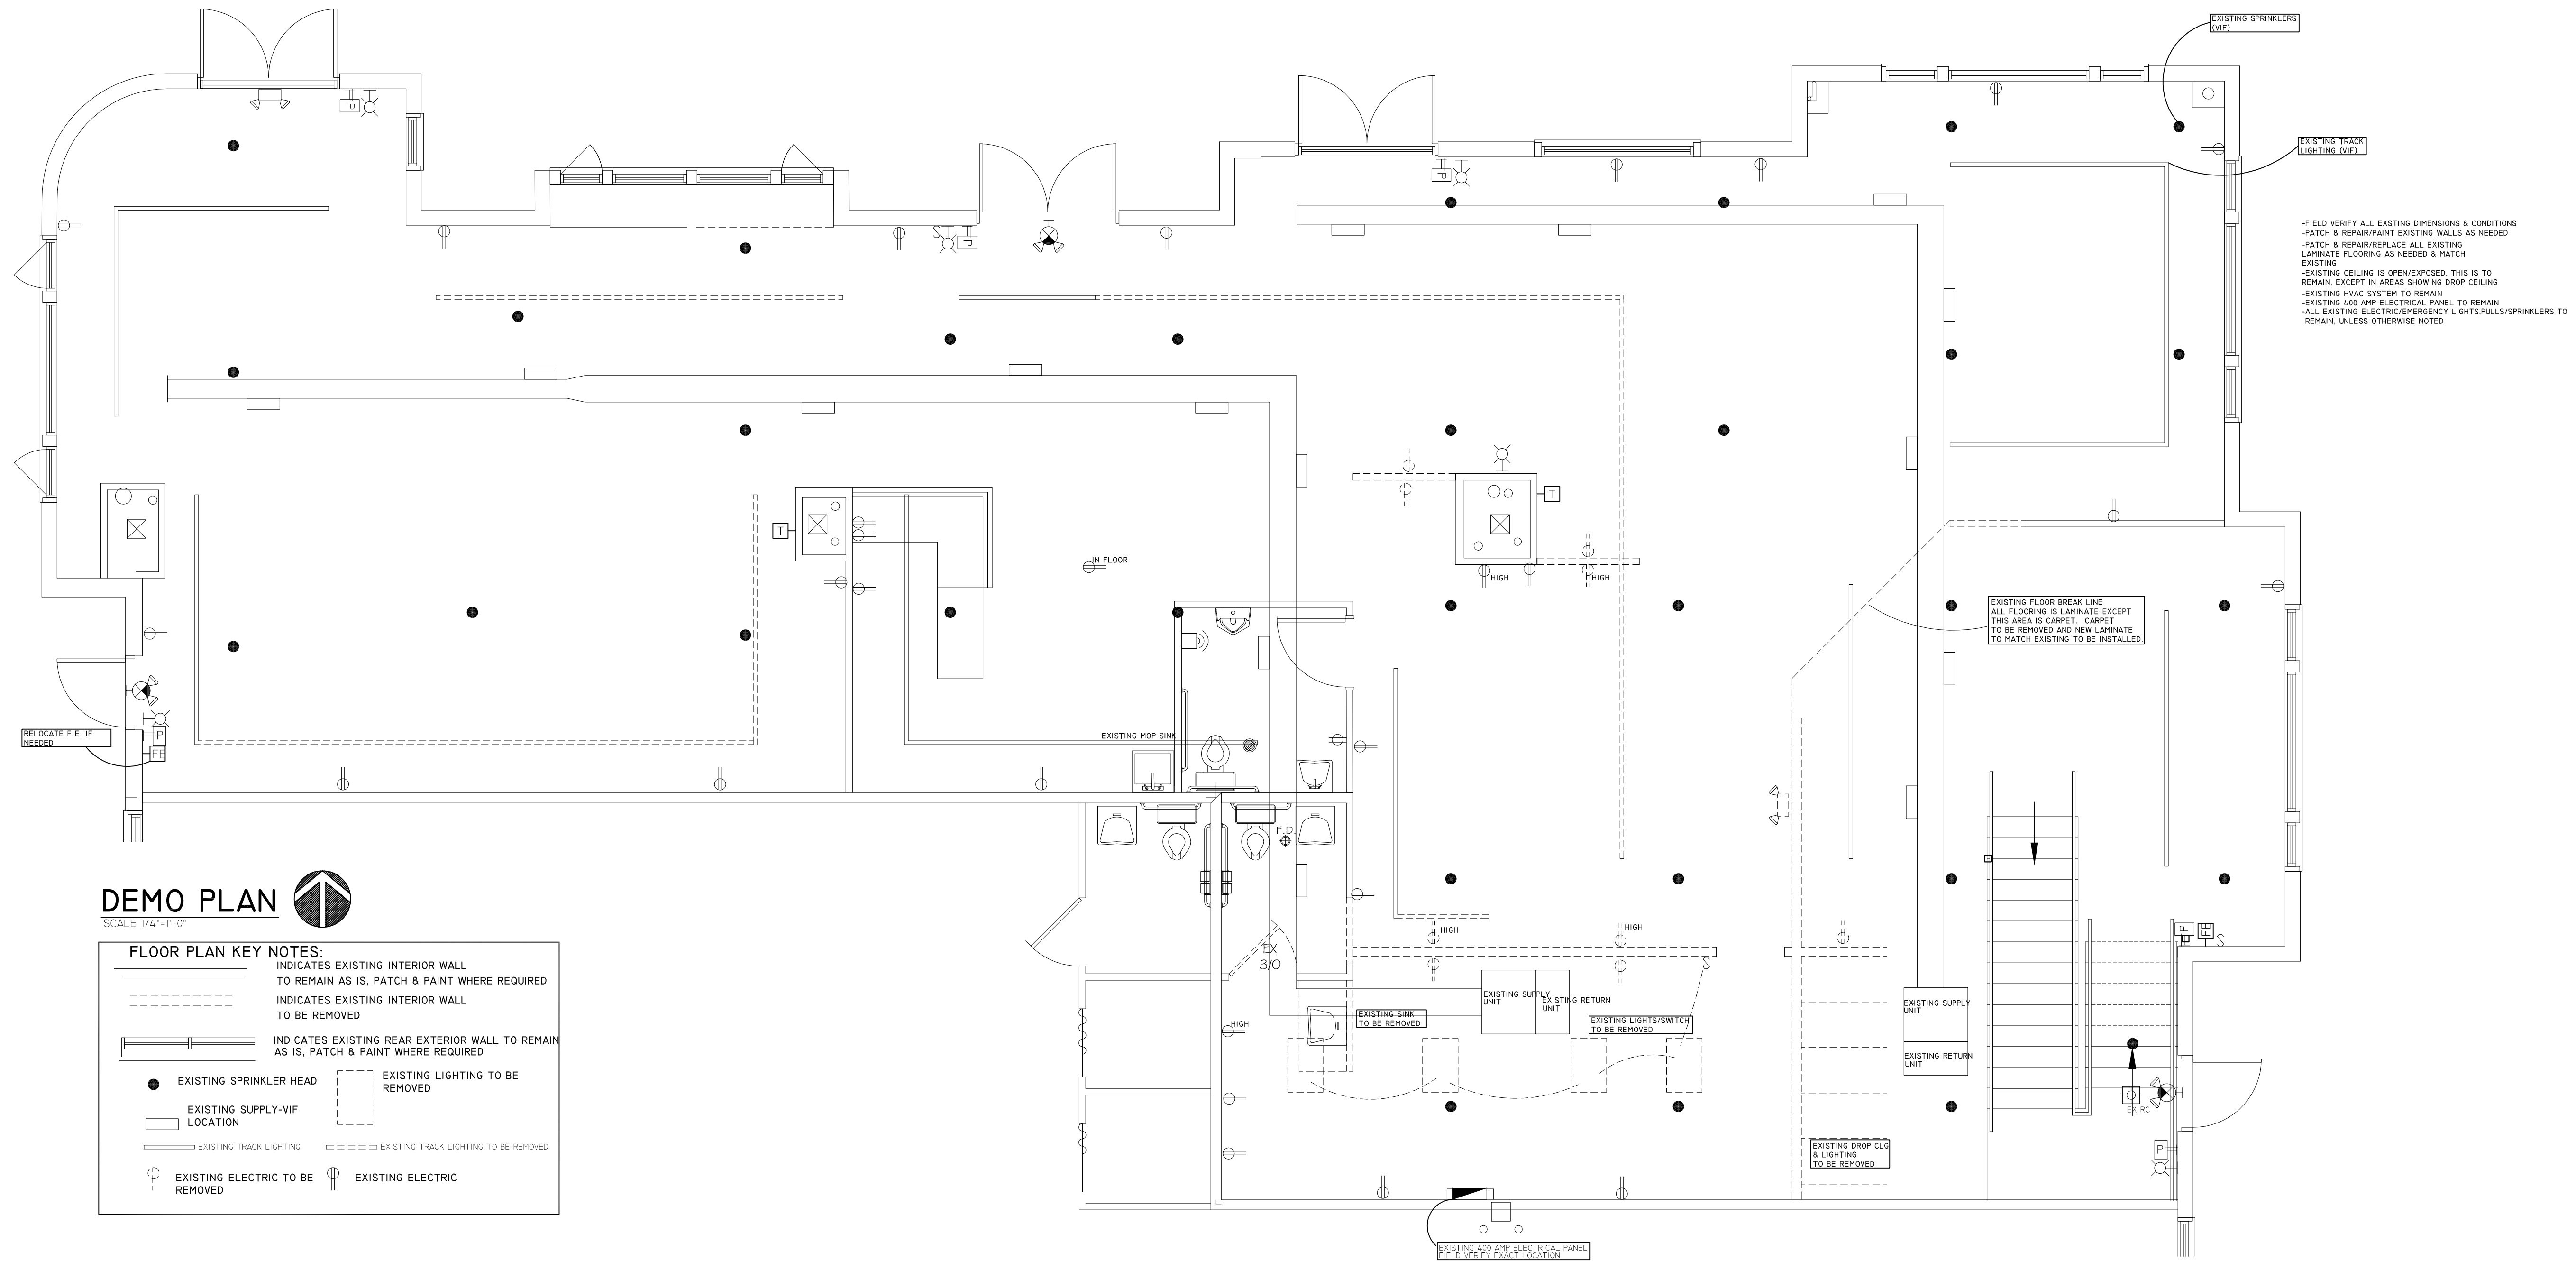 EXISTING SPRINKLERS
(VIF)
EXISTING TRACK
LIGHTING (VIF)
P
P
S
P
-FIELD VERIFY ALL EXSTING DIMENSIONS & CONDITIONS
-PATCH & REPAIR/PAINT EXISTING WALLS AS NEEDED
-PATCH & REPAIR/REPLACE ALL EXISTING
LAMINATE FLOORING AS NEEDED & MATCH
EXISTING
-EXISTING CEILING IS OPEN/EXPOSED, THIS IS TO
REMAIN, EXCEPT IN AREAS SHOWING DROP CEILING
-EXISTING HVAC SYSTEM TO REMAIN
-EXISTING 400 AMP ELECTRICAL PANEL TO REMAIN
-ALL EXISTING ELECTRIC/EMERGENCY LIGHTS,PULLS/SPRINKLERS TO
REMAIN, UNLESS OTHERWISE NOTED
T
T
IN FLOOR
HIGH
HIGH
EXISTING FLOOR BREAK LINE
ALL FLOORING IS LAMINATE EXCEPT
THIS AREA IS CARPET. CARPET
TO BE REMOVED AND NEW LAMINATE
TO MATCH EXISTING TO BE INSTALLED.
RELOCATE F.E. IF
NEEDED
P
FE
EXISTING MOP SINK
F.D.
HIGH
HIGH
EX
3/0
P
FE
S
S
EXISTING SUPPLY
UNIT
EXISTING RETURN
UNIT
EXISTING SINK
TO BE REMOVED
EXISTING LIGHTS/SWITCH
TO BE REMOVED
HIGH
EXISTING SUPPLY
UNIT
EXISTING RETURN
UNIT
EX RC
EXISTING DROP CLG
& LIGHTING
TO BE REMOVED
P
EXISTING 400 AMP ELECTRICAL PANEL
FIELD VERIFY EXACT LOCATION
DEMO PLAN
SCALE 1/4"=1'-0"
FLOOR PLAN KEY NOTES:
INDICATES EXISTING INTERIOR WALL
TO REMAIN AS IS, PATCH & PAINT WHERE REQUIRED
INDICATES EXISTING INTERIOR WALL
TO BE REMOVED
INDICATES EXISTING REAR EXTERIOR WALL TO REMAIN
AS IS, PATCH & PAINT WHERE REQUIRED
EXISTING SPRINKLER HEAD
EXISTING LIGHTING TO BE
REMOVED
EXISTING SUPPLY-VIF
LOCATION
EXISTING TRACK LIGHTING
EXISTING TRACK LIGHTING TO BE REMOVED
EXISTING ELECTRIC TO BE
REMOVED
EXISTING ELECTRIC